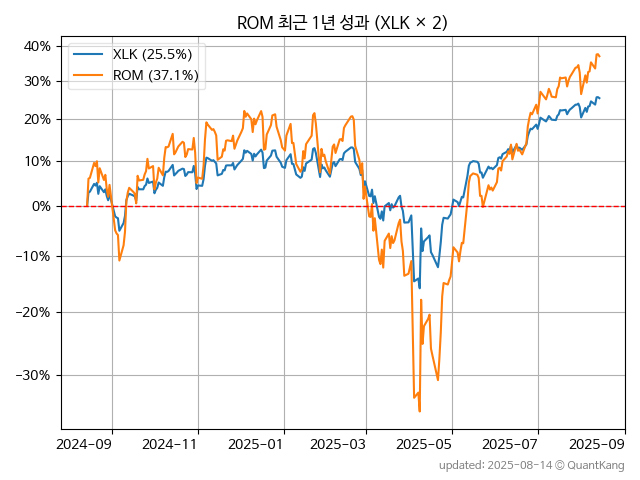 ROM 최근 1년 성과 (XLK × 2)
XLK (25.5%)
ROM (37.1%)
40%
30%
20%
10%
0%
-10%
-20%
-30%
2024-09 2024-11 2025-01 2025-03 2025-05 2025-07 2025-09
updated: 2025-08-14 © QuantKang